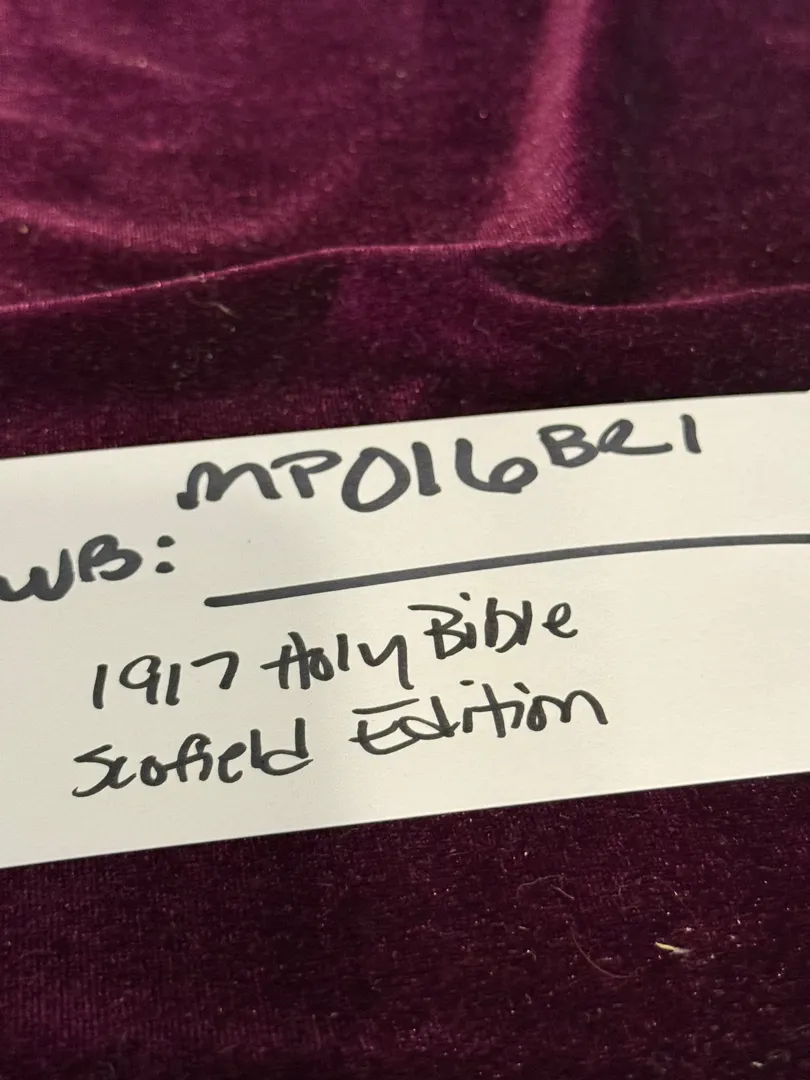 MP016BR1
WB:
1917 Holy Bible
Scofield Edition